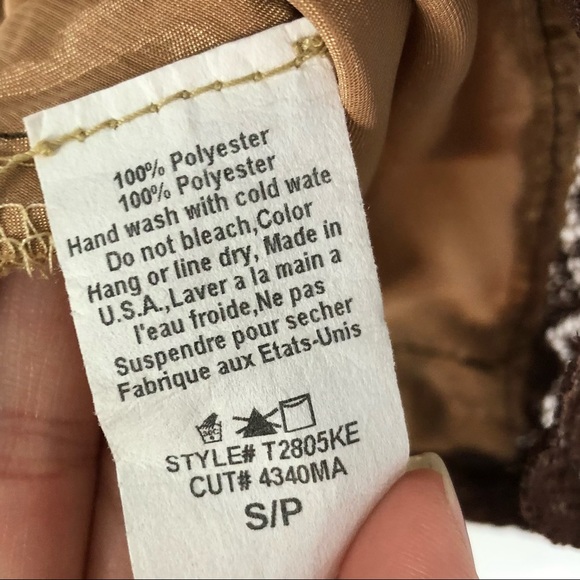 100% Polyester
100% Polyester
Hand wash with cold wate
Do not bleach,Color
Hang or line dry, Made in
U.S.A.,Laver a la main a
l'eau froide,Ne pas
Suspendre pour secher
Fabrique aux Etats-Unis
STYLE# T2805KE
CUT# 4340MA
S/P